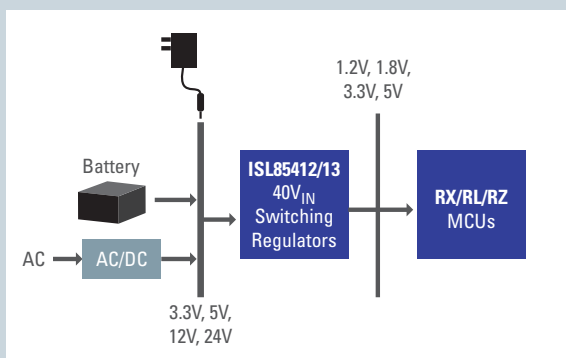 1.2V, 1.8V,
3.3V, 5V
Battery
ISL85412/13
40VIN
Switching
Regulators
RX/RL/RZ
MCUs
AC
AC/DC
3.3V, 5V,
12V, 24V